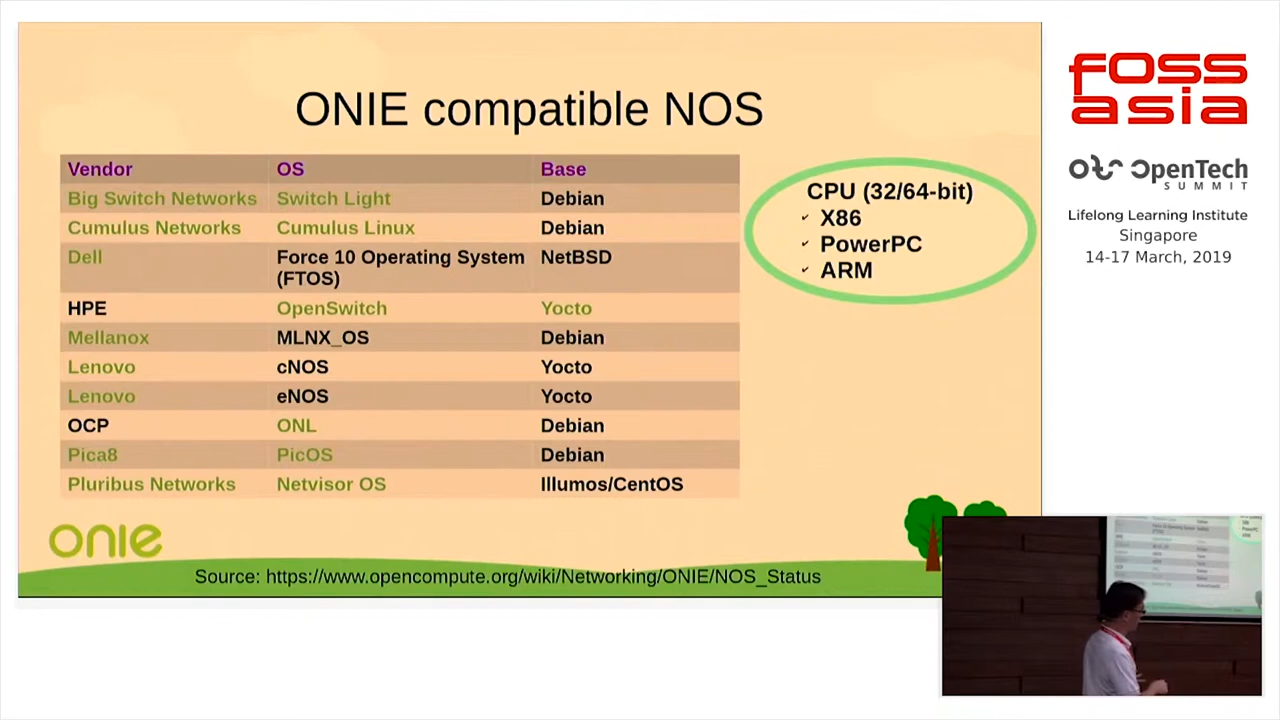 ONIE compatible NOS
Vendor OS Base
Big Switch Networks Switch Light Debian
Cumulus Networks Cumulus Linux Debian
Dell Force 10 Operating System (FTOS) NetBSD
HPE OpenSwitch Yocto
Mellanox MLNX_OS Debian
Lenovo cNOS Yocto
Lenovo eNOS Yocto
OCP ONL Debian
Pica8 PicOS Debian
Pluribus Networks Netvisor OS Illumos/CentOS
CPU (32/64-bit)
✓ X86
✓ PowerPC
✓ ARM
onie
Source: https://www.opencompute.org/wiki/Networking/ONIE/NOS_Status
FOSS
asia
OpenTech
SUMMIT
Lifelong Learning Institute
Singapore
14-17 March, 2019